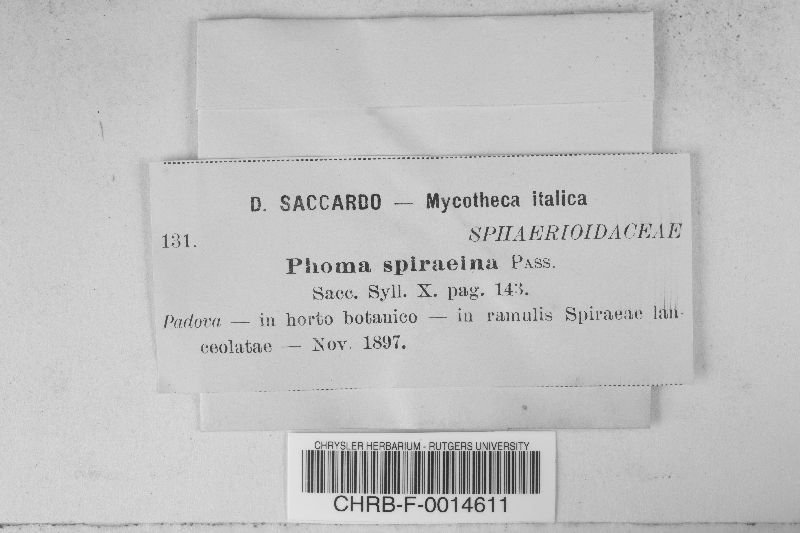 D. SACCARDO — Mycotheca italica
131. SPHAERIOIDACEAE
Phoma spiraeina PASS.
Sacc. Syll. X. pag. 143.
Padova — in horto botanico — in ramulis Spiraeae lan-
ceolatae — Nov. 1897.
CHRYSLER HERBARIUM - RUTGERS UNIVERSITY
CHRB-F-0014611